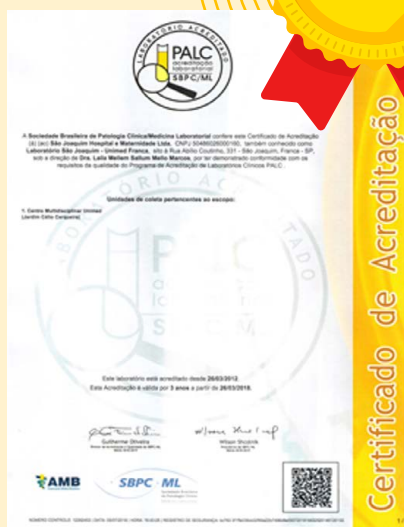 LABORATÓRIO ACREDITADO
PALC
acreditação
laboratorial
SBPC/ML
A Sociedade Brasileira de Patologia Clínica/Medicina Laboratorial confere este Certificado de Acreditação
(a) (ao) São Joaquim Hospital e Maternidade Ltda. CNPJ também conhecido como
Laboratório São Joaquim - Unimed Franca, sito à Rua Abílio Coutinho, 331 - São Joaquim, Franca - SP,
sob a direção de Dra. Laila Mellem Sallum Mello Marcos, por ter demonstrado conformidade com os
requisitos da qualidade do Programa de Acreditação de Laboratórios Clínicos PALC.
Unidades de coleta pertencentes ao escopo:
1. Centro Multidisciplinar Unimed
(Jardim Célia Cerqueira)
Este laboratório está acreditado desde 26/03/2012.
Esta Acreditação é válida por 3 anos a partir de 26/03/2018.
Guilherme Oliveira
Wilson Shcolnik
AMB
SBPC ML
Certificado de Acreditação